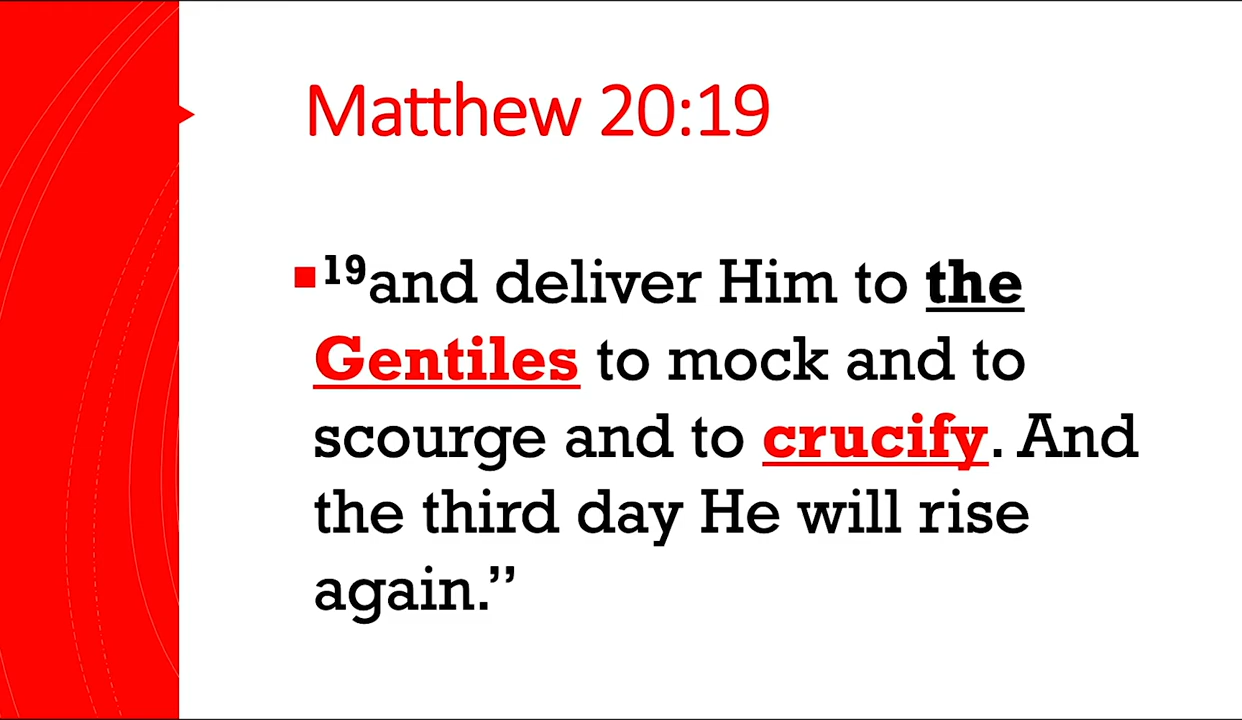 Matthew 20:19
■ 19and deliver Him to the
Gentiles to mock and to
scourge and to crucify. And
the third day He will rise
again.”